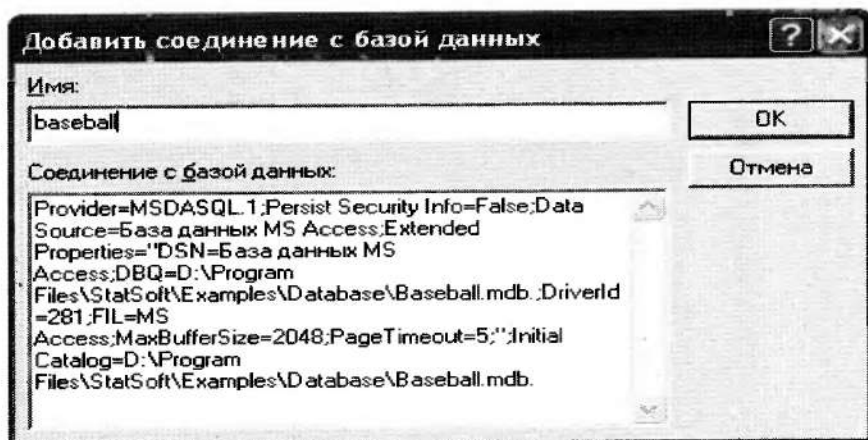 Добавить соединение с базой данных
Имя:
baseball
OK
Соединение с базой данных:
Отмена
Provider=MSDASQL.1;Persist Security Info=False;Data
Source=База данных MS Access;Extended
Properties="DSN=База данных MS
Access;DBQ=D:\Program
Files\StatSoft\Examples\Database\Baseball.mdb.;DriverId
=281;FIL=MS
Access;MaxBufferSize=2048;PageTimeout=5;";Initial
Catalog=D:\Program
Files\StatSoft\Examples\Database\Baseball.mdb.